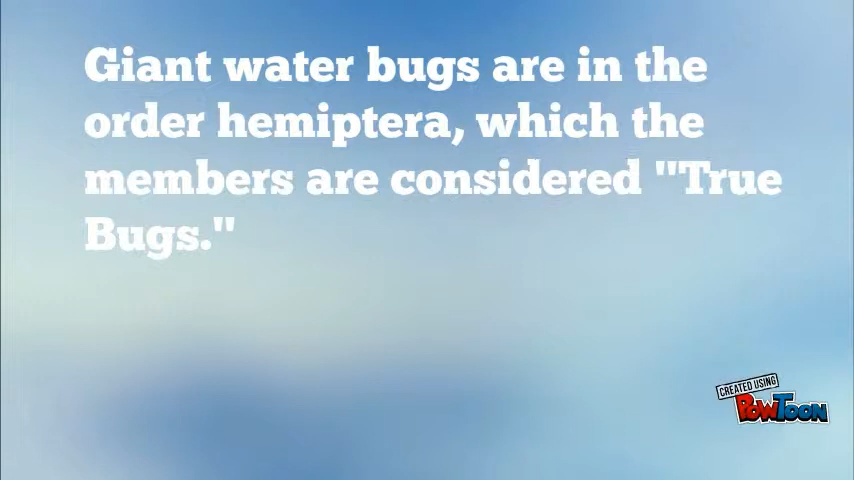 Giant water bugs are in the
order hemiptera, which the
members are considered "True
Bugs."
CREATED USING
POWTOON